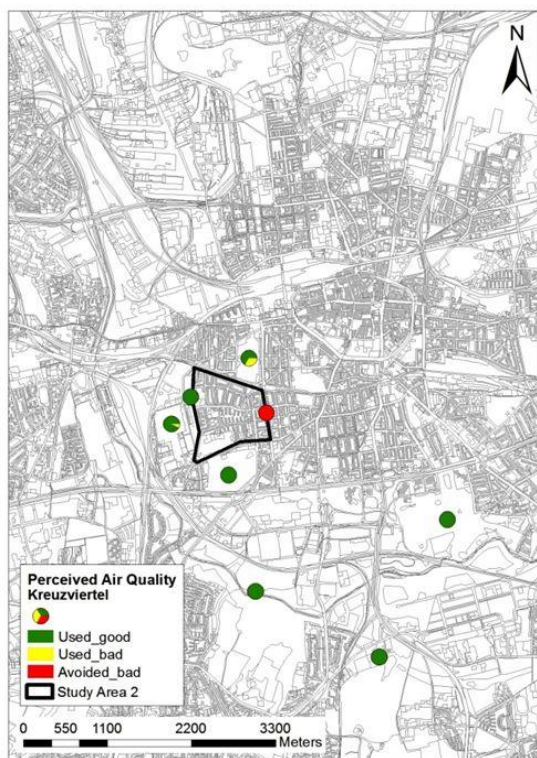 N
Perceived Air Quality
Kreuzviertel
Used_good
Used_bad
Avoided_bad
Study Area 2
0 550 1100 2200 3300
Meters